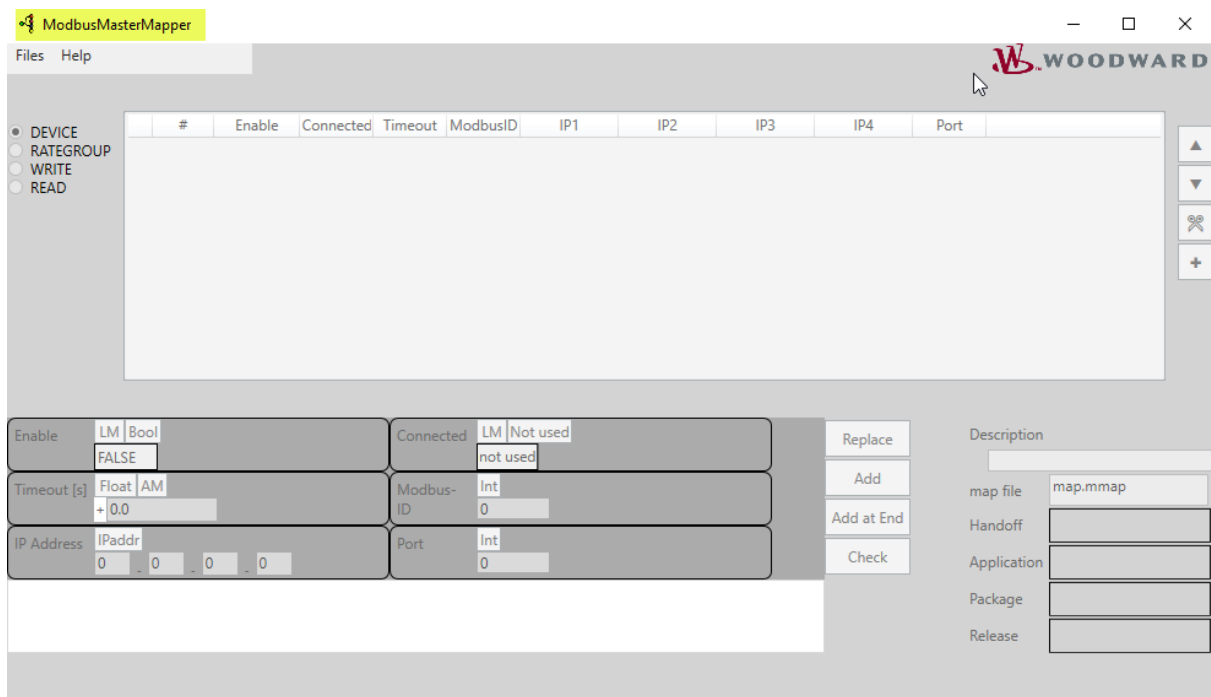 ModbusMasterMapper
Files Help
WOODWARD
DEVICE
RATEGROUP
WRITE
READ
# Enable Connected Timeout ModbusID IP1 IP2 IP3 IP4 Port
Enable LM Bool
FALSE
Connected LM Not used
not used
Timeout [s] Float AM
+ 0.0
Modbus-
ID Int
0
IP Address IPaddr
0 . 0 . 0 . 0
Port Int
0
Replace
Add
Add at End
Check
Description
map file map.mmap
Handoff
Application
Package
Release